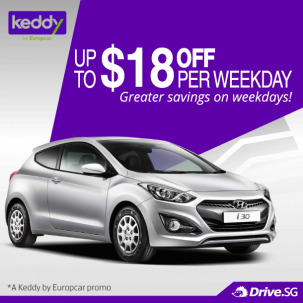 keddy
by Europcar
UP TO $18 OFF PER WEEKDAY
Greater savings on weekdays!
i30
*A Keddy by Europcar promo
Drive.SG